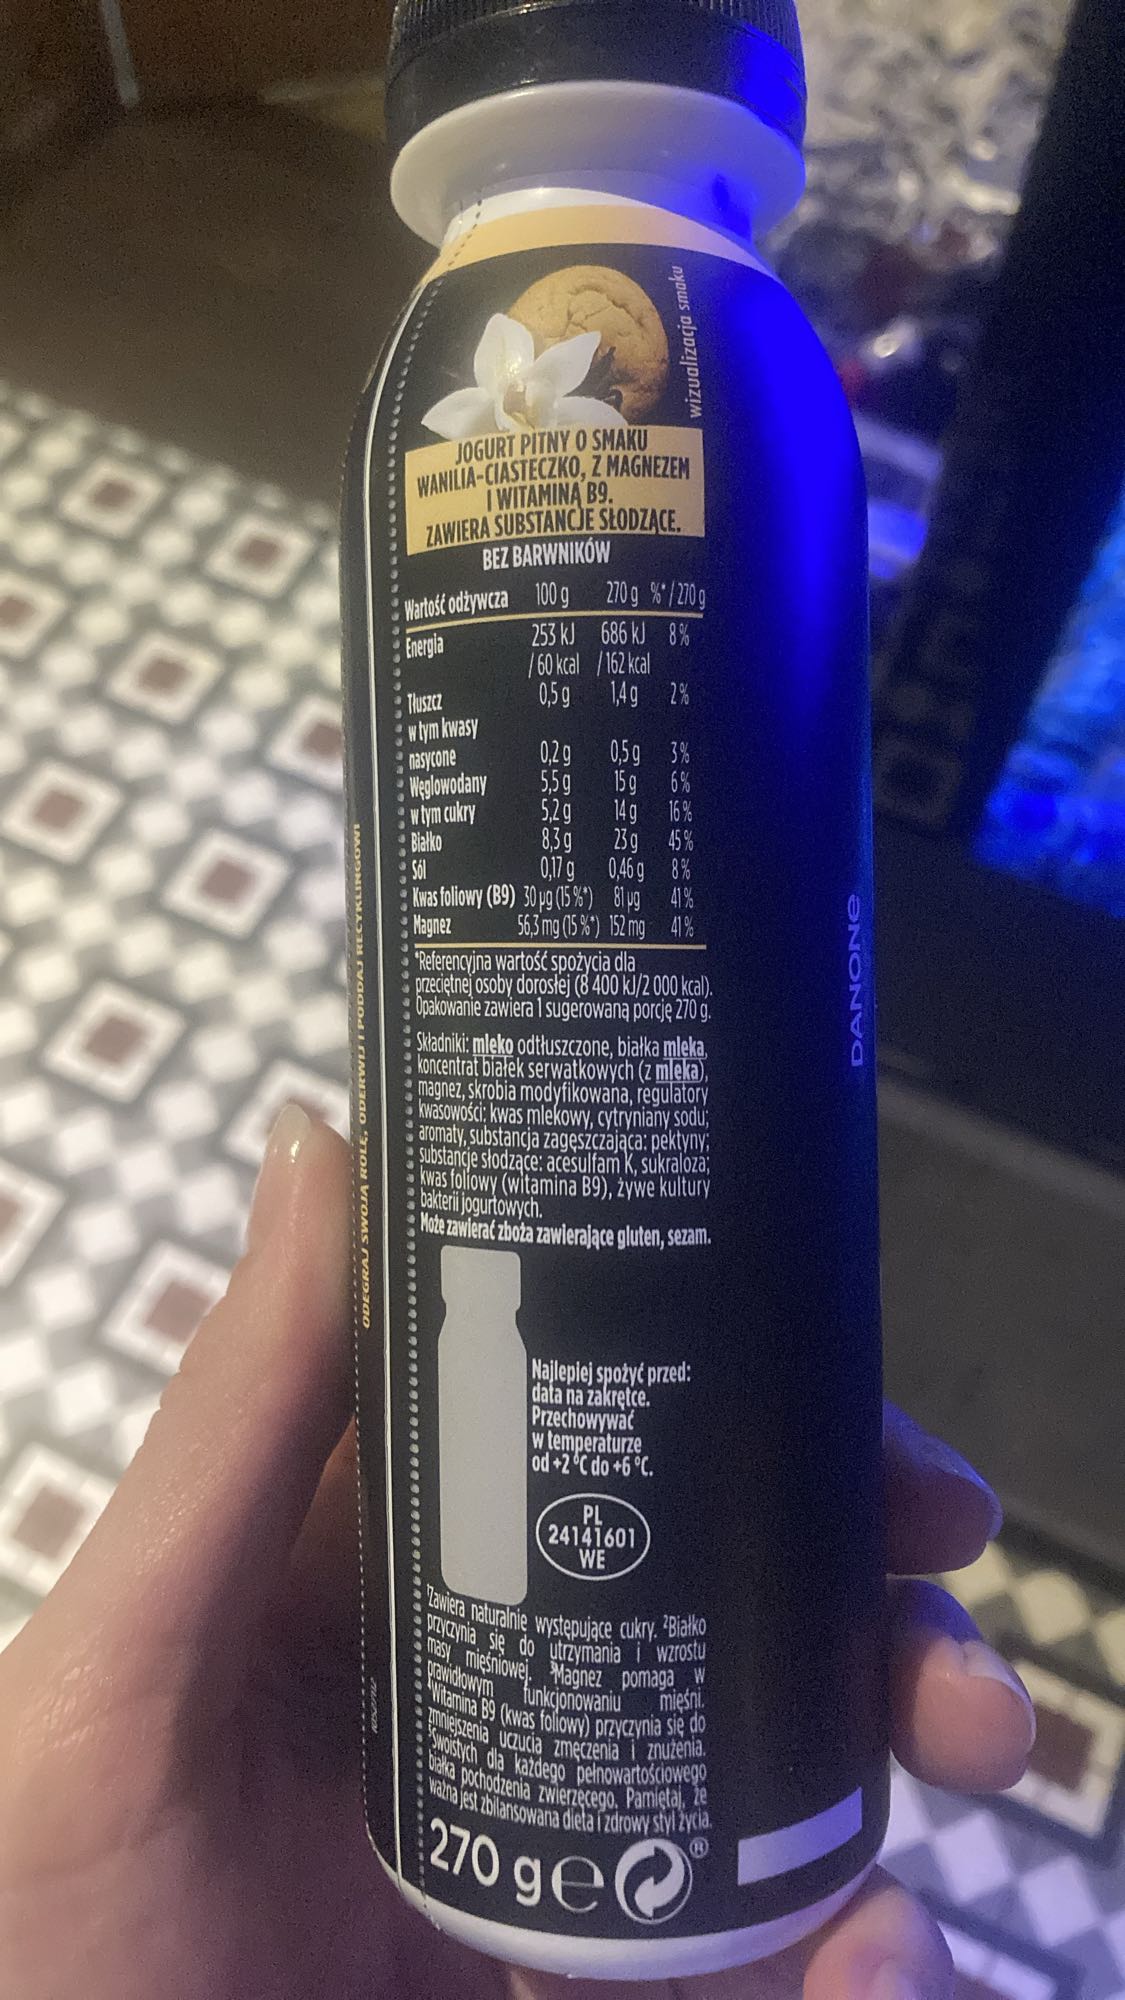 wizualizacja smaku
JOGURT PITNY O SMAKU
WANILIA-CIASTECZKO, Z MAGNEZEM
I WITAMINĄ B9.
ZAWIERA SUBSTANCJE SŁODZĄCE.
BEZ BARWNIKÓW
Wartość odżywcza 100 g 270 g %*/270 g
Energia 253 kJ 686 kJ 8%
/60 kcal /162 kcal
Tłuszcz 0,5 g 1,4 g 2%
w tym kwasy
nasycone 0,2 g 0,5 g 3%
Węglowodany 5,5 g 15 g 6%
w tym cukry 5,2 g 14 g 16%
Białko 8,3 g 23 g 45%
Sól 0,17 g 0,46 g 8%
Kwas foliowy (B9) 30 µg (15 %*) 81 µg 41%
Magnez 56,3 mg (15 %*) 152 mg 41%
*Referencyjna wartość spożycia dla
przeciętnej osoby dorosłej (8 400 kJ/2 000 kcal).
Opakowanie zawiera 1 sugerowaną porcję 270 g.
Składniki: mleko odtłuszczone, białka mleka,
koncentrat białek serwatkowych (z mleka),
magnez, skrobia modyfikowana, regulatory
kwasowości: kwas mlekowy, cytryniany sodu;
aromaty, substancja zagęszczająca: pektyny;
substancje słodzące: acesulfam K, sukraloza;
kwas foliowy (witamina B9), żywe kultury
bakterii jogurtowych.
Może zawierać zboża zawierające gluten, sezam.
Najlepiej spożyć przed:
data na zakrętce.
Przechowywać
w temperaturze
od +2 °C do +6 °C.
PL
24141601
WE
¹Zawiera naturalnie występujące cukry. ²Białko
przyczynia się do utrzymania i wzrostu
masy mięśniowej. ³Magnez pomaga w
prawidłowym funkcjonowaniu mięśni.
⁴Witamina B9 (kwas foliowy) przyczynia się do
zmniejszenia uczucia zmęczenia i znużenia.
⁵Swoistych dla każdego pełnowartościowego
białka pochodzenia zwierzęcego. Pamiętaj, że
ważna jest zbilansowana dieta i zdrowy styl życia.
270 g e
®
DANONE
ODEGRAJ SWOJĄ ROLĘ, ODERWIJ I PODDAJ RECYKLINGOWI